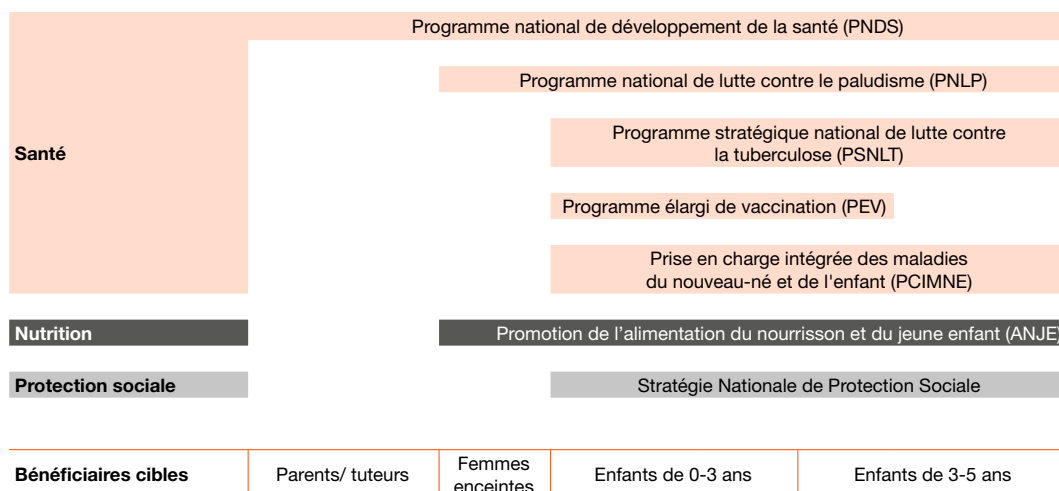 Programme national de développement de la santé (PNDS)
Programme national de lutte contre le paludisme (PNLP)
Santé
Programme stratégique national de lutte contre
la tuberculose (PSNLT)
Programme élargi de vaccination (PEV)
Prise en charge intégrée des maladies
du nouveau-né et de l'enfant (PCIMNE)
Nutrition
Promotion de l’alimentation du nourrisson et du jeune enfant (ANJE)
Protection sociale
Stratégie Nationale de Protection Sociale
Bénéficiaires cibles
Parents/ tuteurs
Femmes
enceintes
Enfants de 0-3 ans
Enfants de 3-5 ans